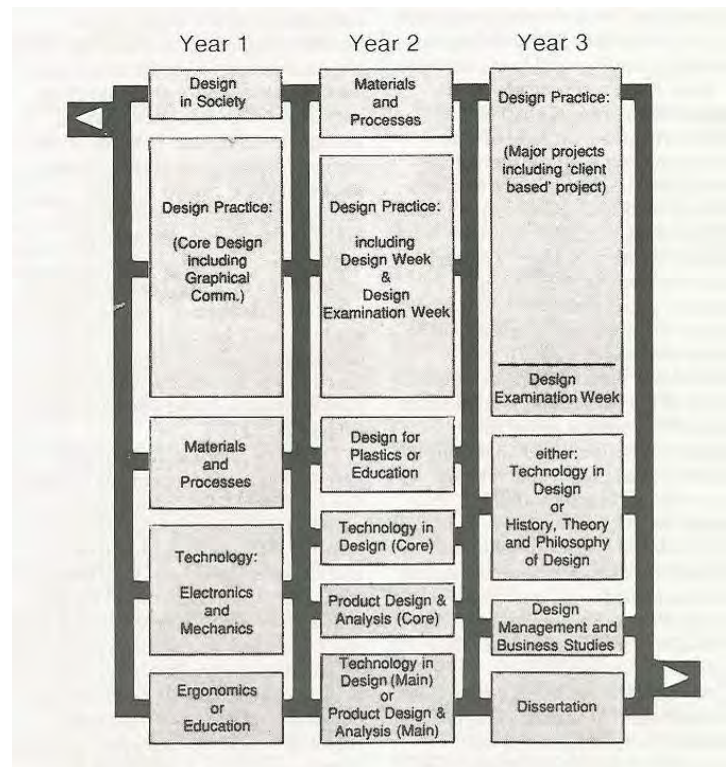 Year 1
Design
in Society
Design Practice:
(Core Design
including
Graphical
Comm.)
Materials
and
Processes
Technology:
Electronics
and
Mechanics
Ergonomics
or
Education
Year 2
Materials
and
Processes
Design Practice:
including
Design Week
&
Design
Examination Week
Design for
Plastics or
Education
Technology in
Design (Core)
Product Design &
Analysis (Core)
Technology in
Design (Main)
or
Product Design &
Analysis (Main)
Year 3
Design Practice:
(Major projects
including 'client
based' project)
Design
Examination Week
either:
Technology in
Design
or
History, Theory
and Philosophy
of Design
Design
Management and
Business Studies
Dissertation